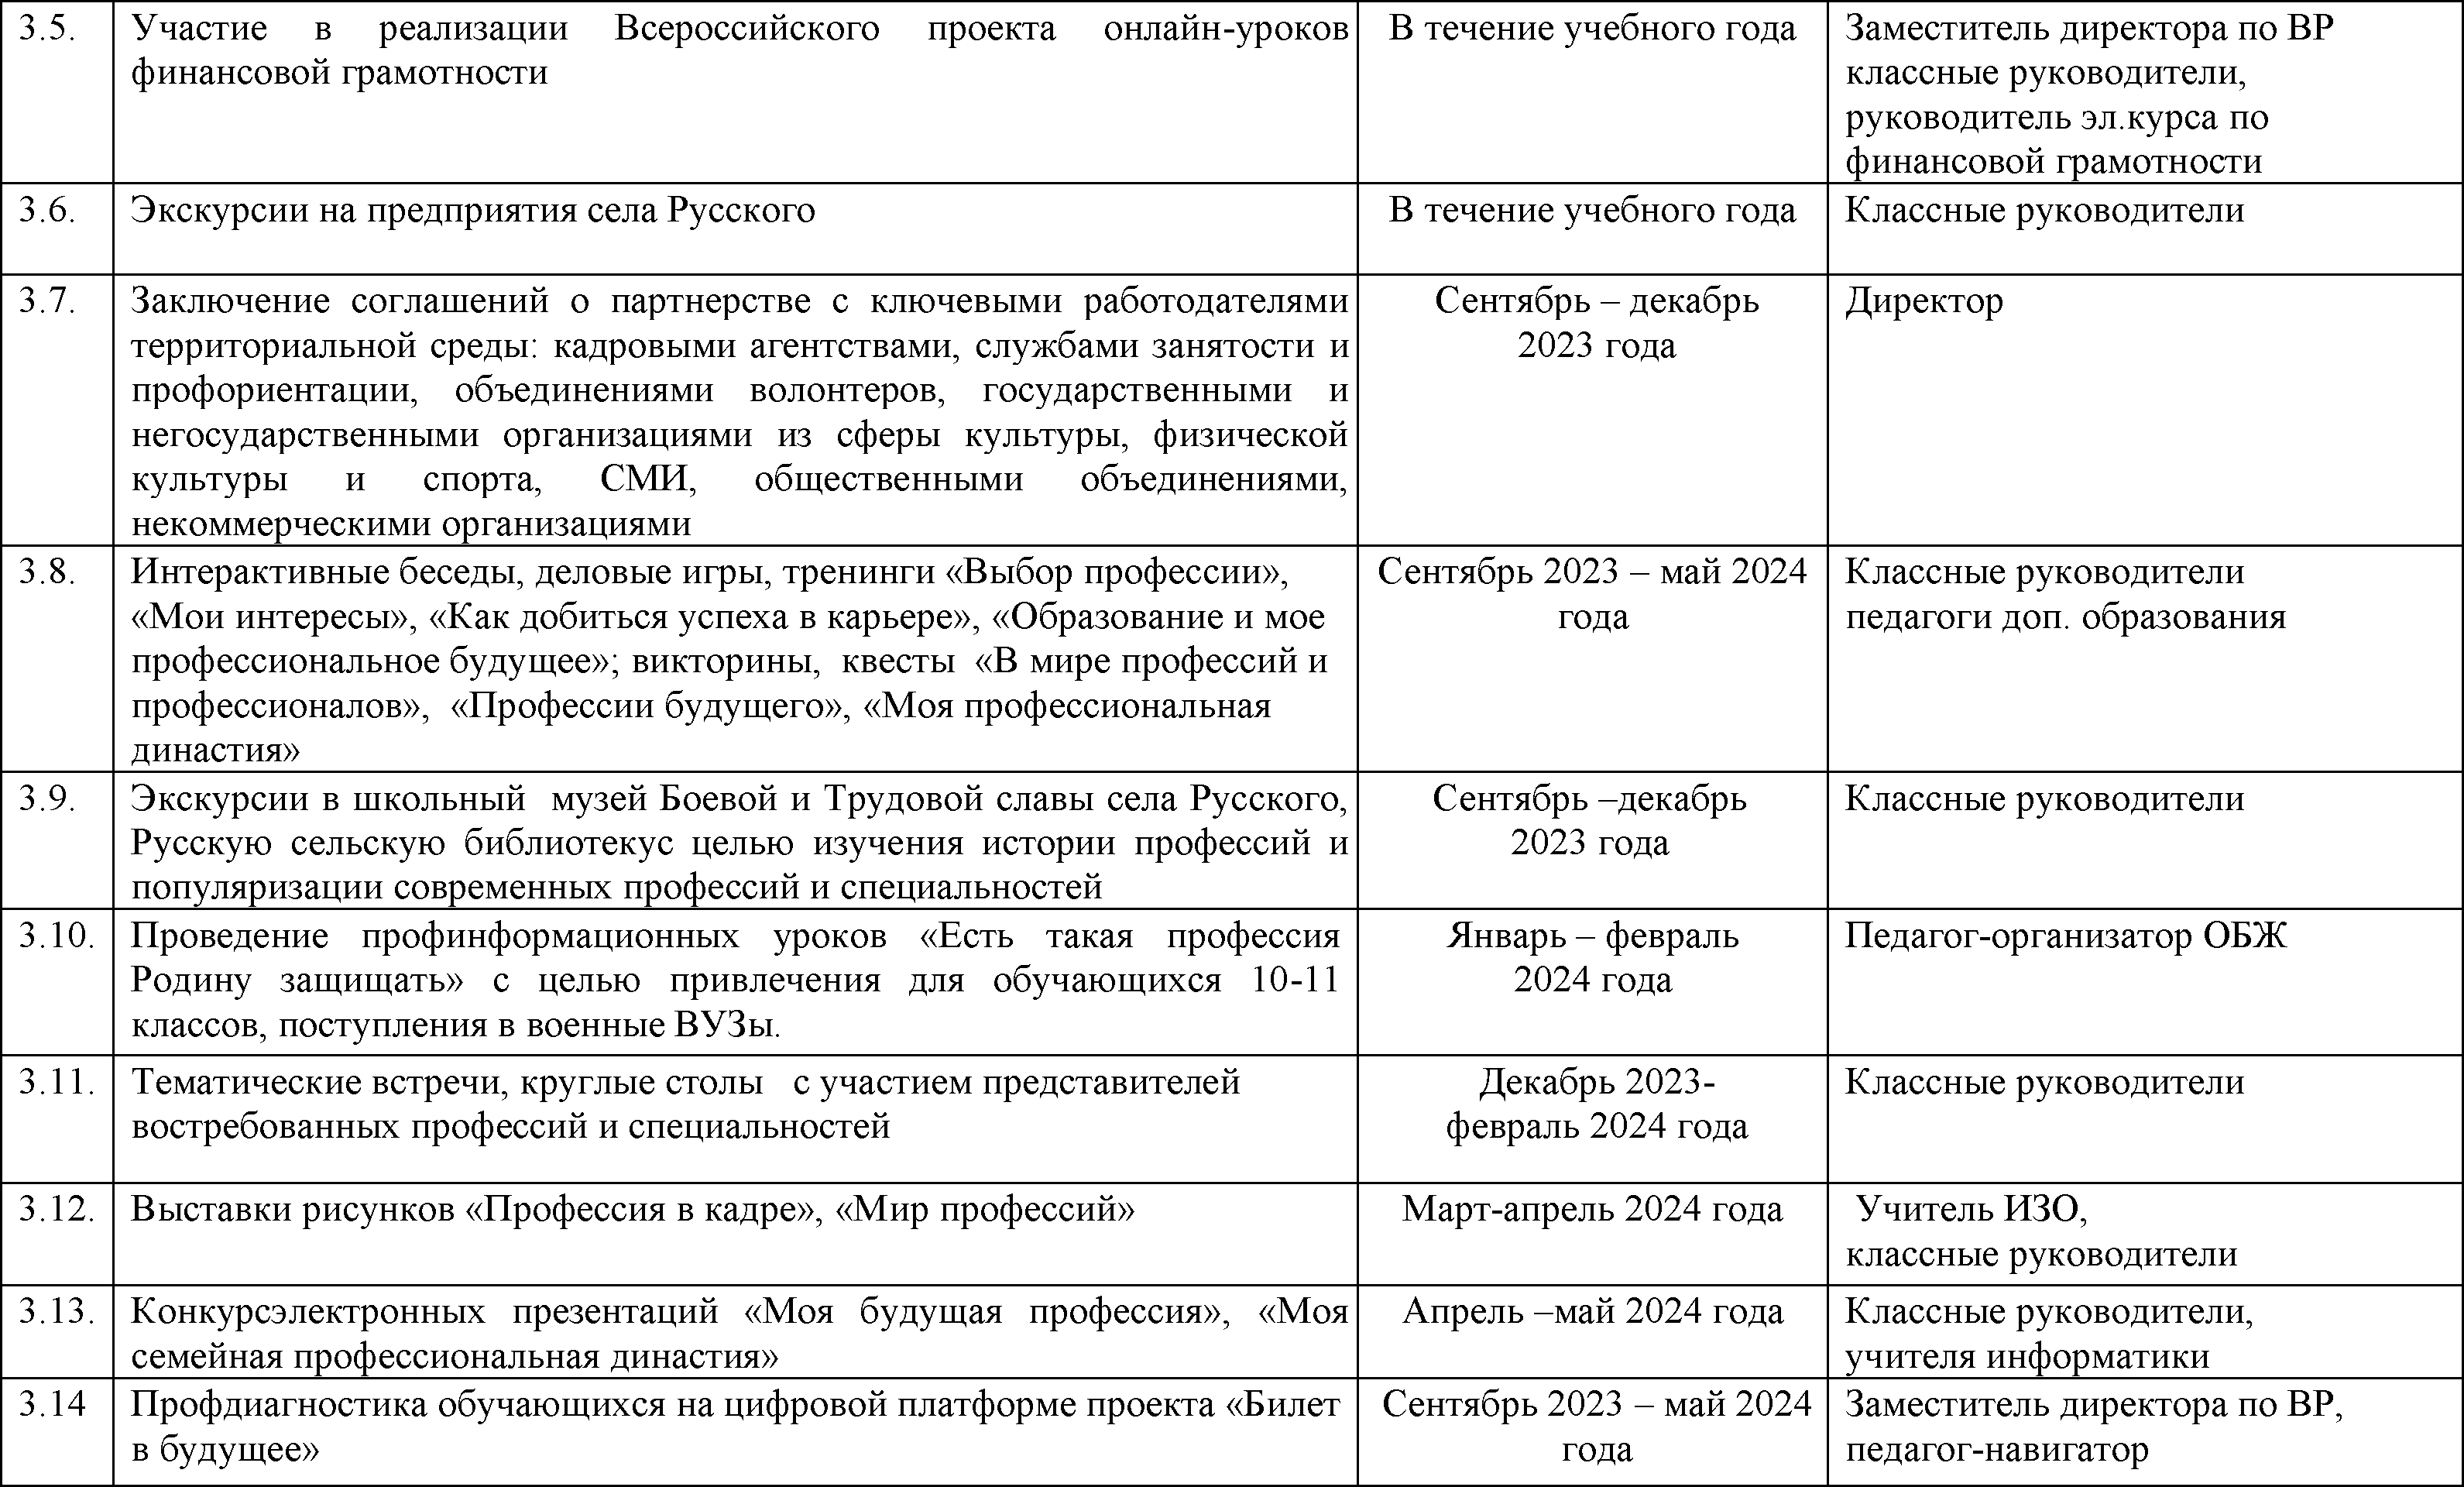 3.5.
Участие в реализации Всероссийского проекта онлайн-уроков
финансовой грамотности
В течение учебного года
Заместитель директора по ВР
классные руководители,
руководитель эл.курса по
финансовой грамотности
3.6.
Экскурсии на предприятия села Русского
В течение учебного года
Классные руководители
3.7.
Заключение соглашений о партнерстве с ключевыми работодателями
территориальной среды: кадровыми агентствами, службами занятости и
профориентации, объединениями волонтеров, государственными и
негосударственными организациями из сферы культуры, физической
культуры и спорта, СМИ, общественными объединениями,
некоммерческими организациями
Сентябрь – декабрь
2023 года
Директор
3.8.
Интерактивные беседы, деловые игры, тренинги «Выбор профессии»,
«Мои интересы», «Как добиться успеха в карьере», «Образование и мое
профессиональное будущее»; викторины, квесты «В мире профессий и
профессионалов», «Профессии будущего», «Моя профессиональная
династия»
Сентябрь 2023 – май 2024
года
Классные руководители
педагоги доп. образования
3.9.
Экскурсии в школьный музей Боевой и Трудовой славы села Русского,
Русскую сельскую библиотекус целью изучения истории профессий и
популяризации современных профессий и специальностей
Сентябрь –декабрь
2023 года
Классные руководители
3.10.
Проведение профинформационных уроков «Есть такая профессия
Родину защищать» с целью привлечения для обучающихся 10-11
классов, поступления в военные ВУЗы.
Январь – февраль
2024 года
Педагог-организатор ОБЖ
3.11.
Тематические встречи, круглые столы с участием представителей
востребованных профессий и специальностей
Декабрь 2023-
февраль 2024 года
Классные руководители
3.12.
Выставки рисунков «Профессия в кадре», «Мир профессий»
Март-апрель 2024 года
Учитель ИЗО,
классные руководители
3.13.
Конкурсэлектронных презентаций «Моя будущая профессия», «Моя
семейная профессиональная династия»
Апрель –май 2024 года
Классные руководители,
учителя информатики
3.14
Профдиагностика обучающихся на цифровой платформе проекта «Билет
в будущее»
Сентябрь 2023 – май 2024
года
Заместитель директора по ВР,
педагог-навигатор